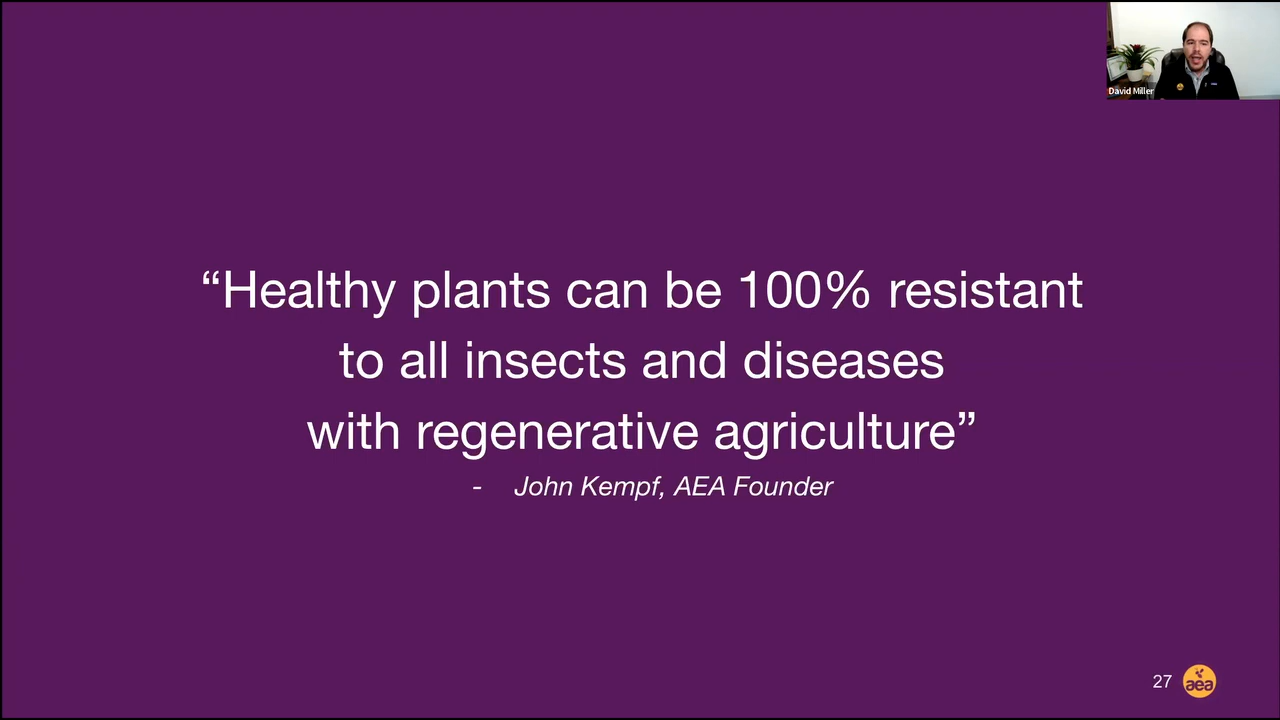 David Miller
“Healthy plants can be 100% resistant
to all insects and diseases
with regenerative agriculture”
- John Kempf, AEA Founder
27
aea